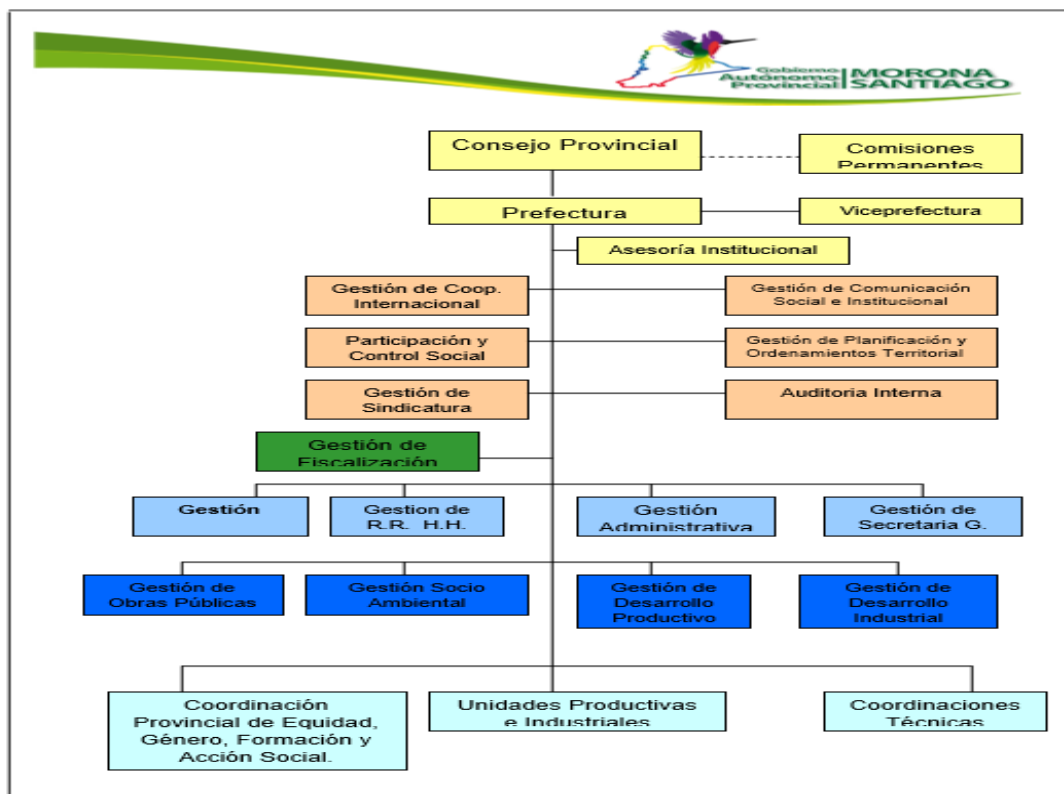 Gobierno
Autónomo
Provincial
MORONA
SANTIAGO
Consejo Provincial
Comisiones
Permanentes
Prefectura
Viceprefectura
Asesoría Institucional
Gestión de Coop.
Internacional
Gestión de Comunicación
Social e Institucional
Participación y
Control Social
Gestión de Planificación y
Ordenamientos Territorial
Gestión de
Sindicatura
Auditoria Interna
Gestión de
Fiscalización
Gestión
Gestion de
R.R. H.H.
Gestión
Administrativa
Gestión de
Secretaria G.
Gestión de
Obras Públicas
Gestión Socio
Ambiental
Gestión de
Desarrollo
Productivo
Gestión de
Desarrollo
Industrial
Coordinación
Provincial de Equidad,
Género, Formación y
Acción Social.
Unidades Productivas
e Industriales
Coordinaciones
Técnicas